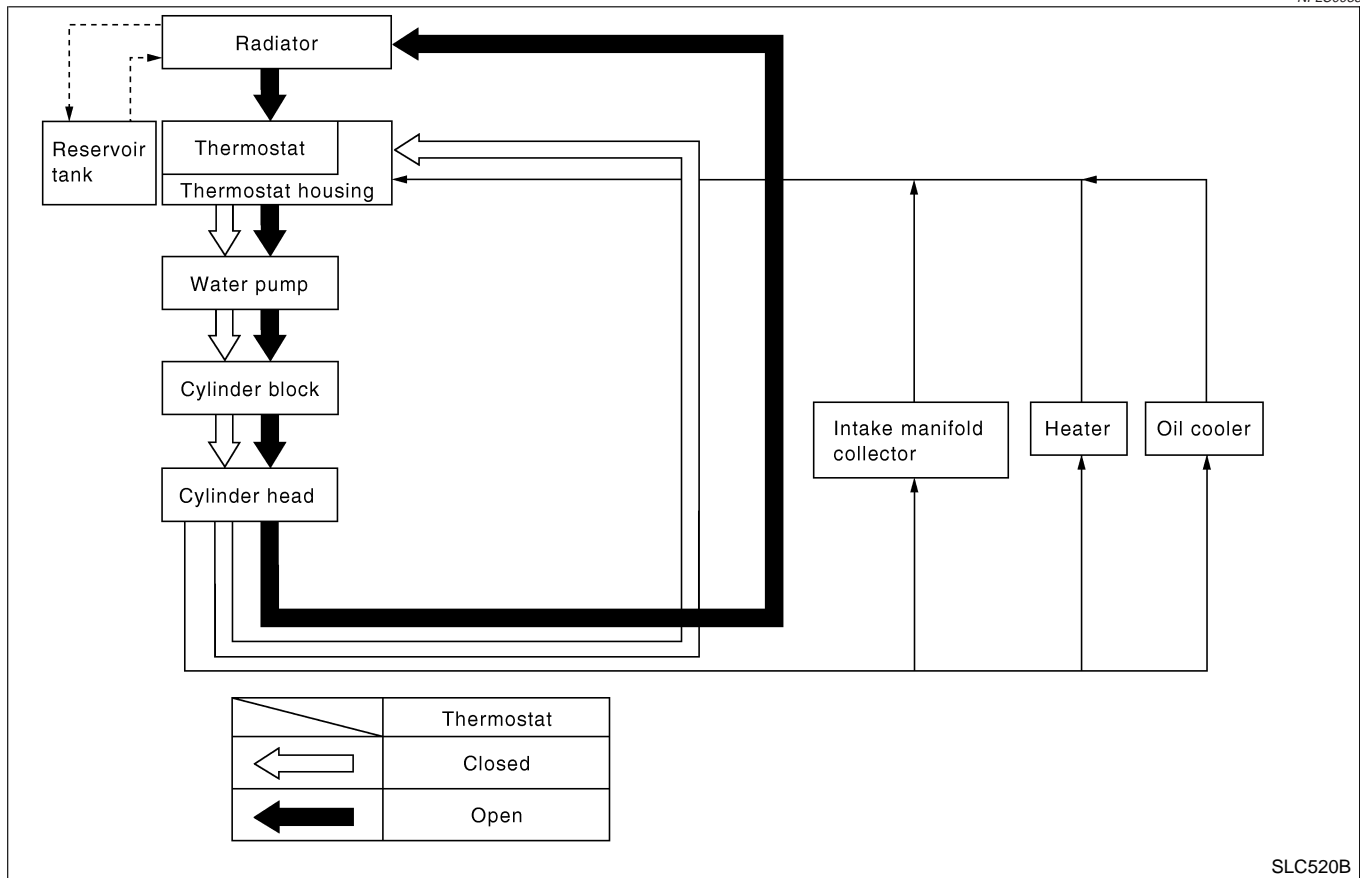 Radiator
Reservoir
tank
Thermostat
Thermostat housing
Water pump
Cylinder block
Intake manifold
collector
Heater
Oil cooler
Cylinder head
Thermostat
Closed
Open
SLC520B